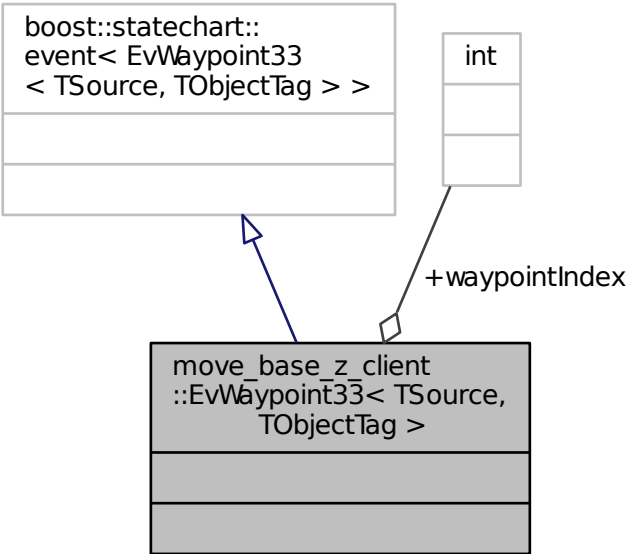 boost::statechart::
event< EvWaypoint33
< TSource, TObjectTag > >
int
+waypointIndex
move_base_z_client
::EvWaypoint33< TSource,
TObjectTag >